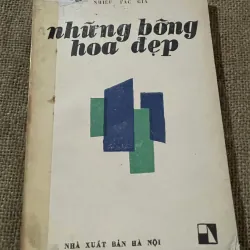 NHIỀU TÁC GIẢ
những bông
hoa đẹp
NHÀ XUẤT BẢN HÀ NỘI